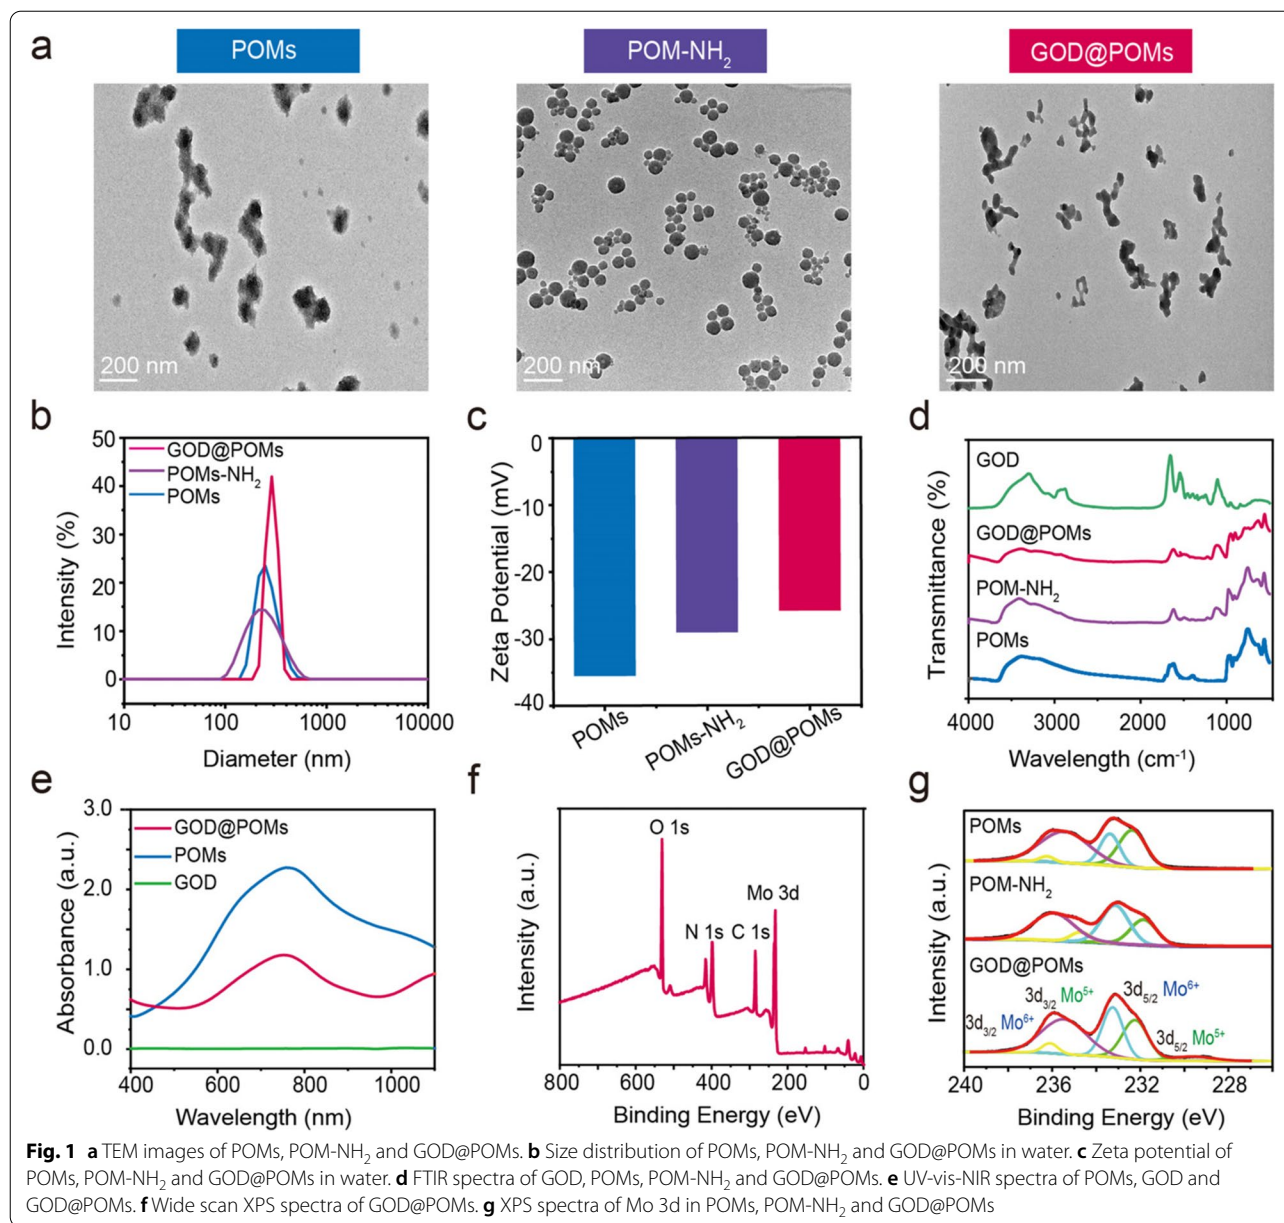 a
POMs
POM-NH₂
GOD@POMs
200 nm
200 nm
200 nm
b
50
40
30
20
10
0
Intensity (%)
GOD@POMs
POMs-NH₂
POMs
10
100
1000
10000
Diameter (nm)
c
0
-10
-20
-30
-40
Zeta Potential (mV)
POMs
POMs-NH₂
GOD@POMs
d
Transmittance (%)
GOD
GOD@POMs
POM-NH₂
POMs
4000
3000
2000
1000
Wavelength (cm⁻¹)
e
3.0
2.0
1.0
0.0
Absorbance (a.u.)
GOD@POMs
POMs
GOD
400
600
800
1000
Wavelength (nm)
f
Intensity (a.u.)
O 1s
N 1s
C 1s
Mo 3d
800
600
400
200
0
Binding Energy (eV)
g
Intensity (a.u.)
POMs
POM-NH₂
GOD@POMs
3d₃/₂ Mo⁶⁺
3d₃/₂ Mo⁵⁺
3d₅/₂ Mo⁶⁺
3d₅/₂ Mo⁵⁺
240
236
232
228
Binding Energy (eV)
Fig. 1 a TEM images of POMs, POM-NH₂ and GOD@POMs. b Size distribution of POMs, POM-NH₂ and GOD@POMs in water. c Zeta potential of
POMs, POM-NH₂ and GOD@POMs in water. d FTIR spectra of GOD, POMs, POM-NH₂ and GOD@POMs. e UV-vis-NIR spectra of POMs, GOD and
GOD@POMs. f Wide scan XPS spectra of GOD@POMs. g XPS spectra of Mo 3d in POMs, POM-NH₂ and GOD@POMs